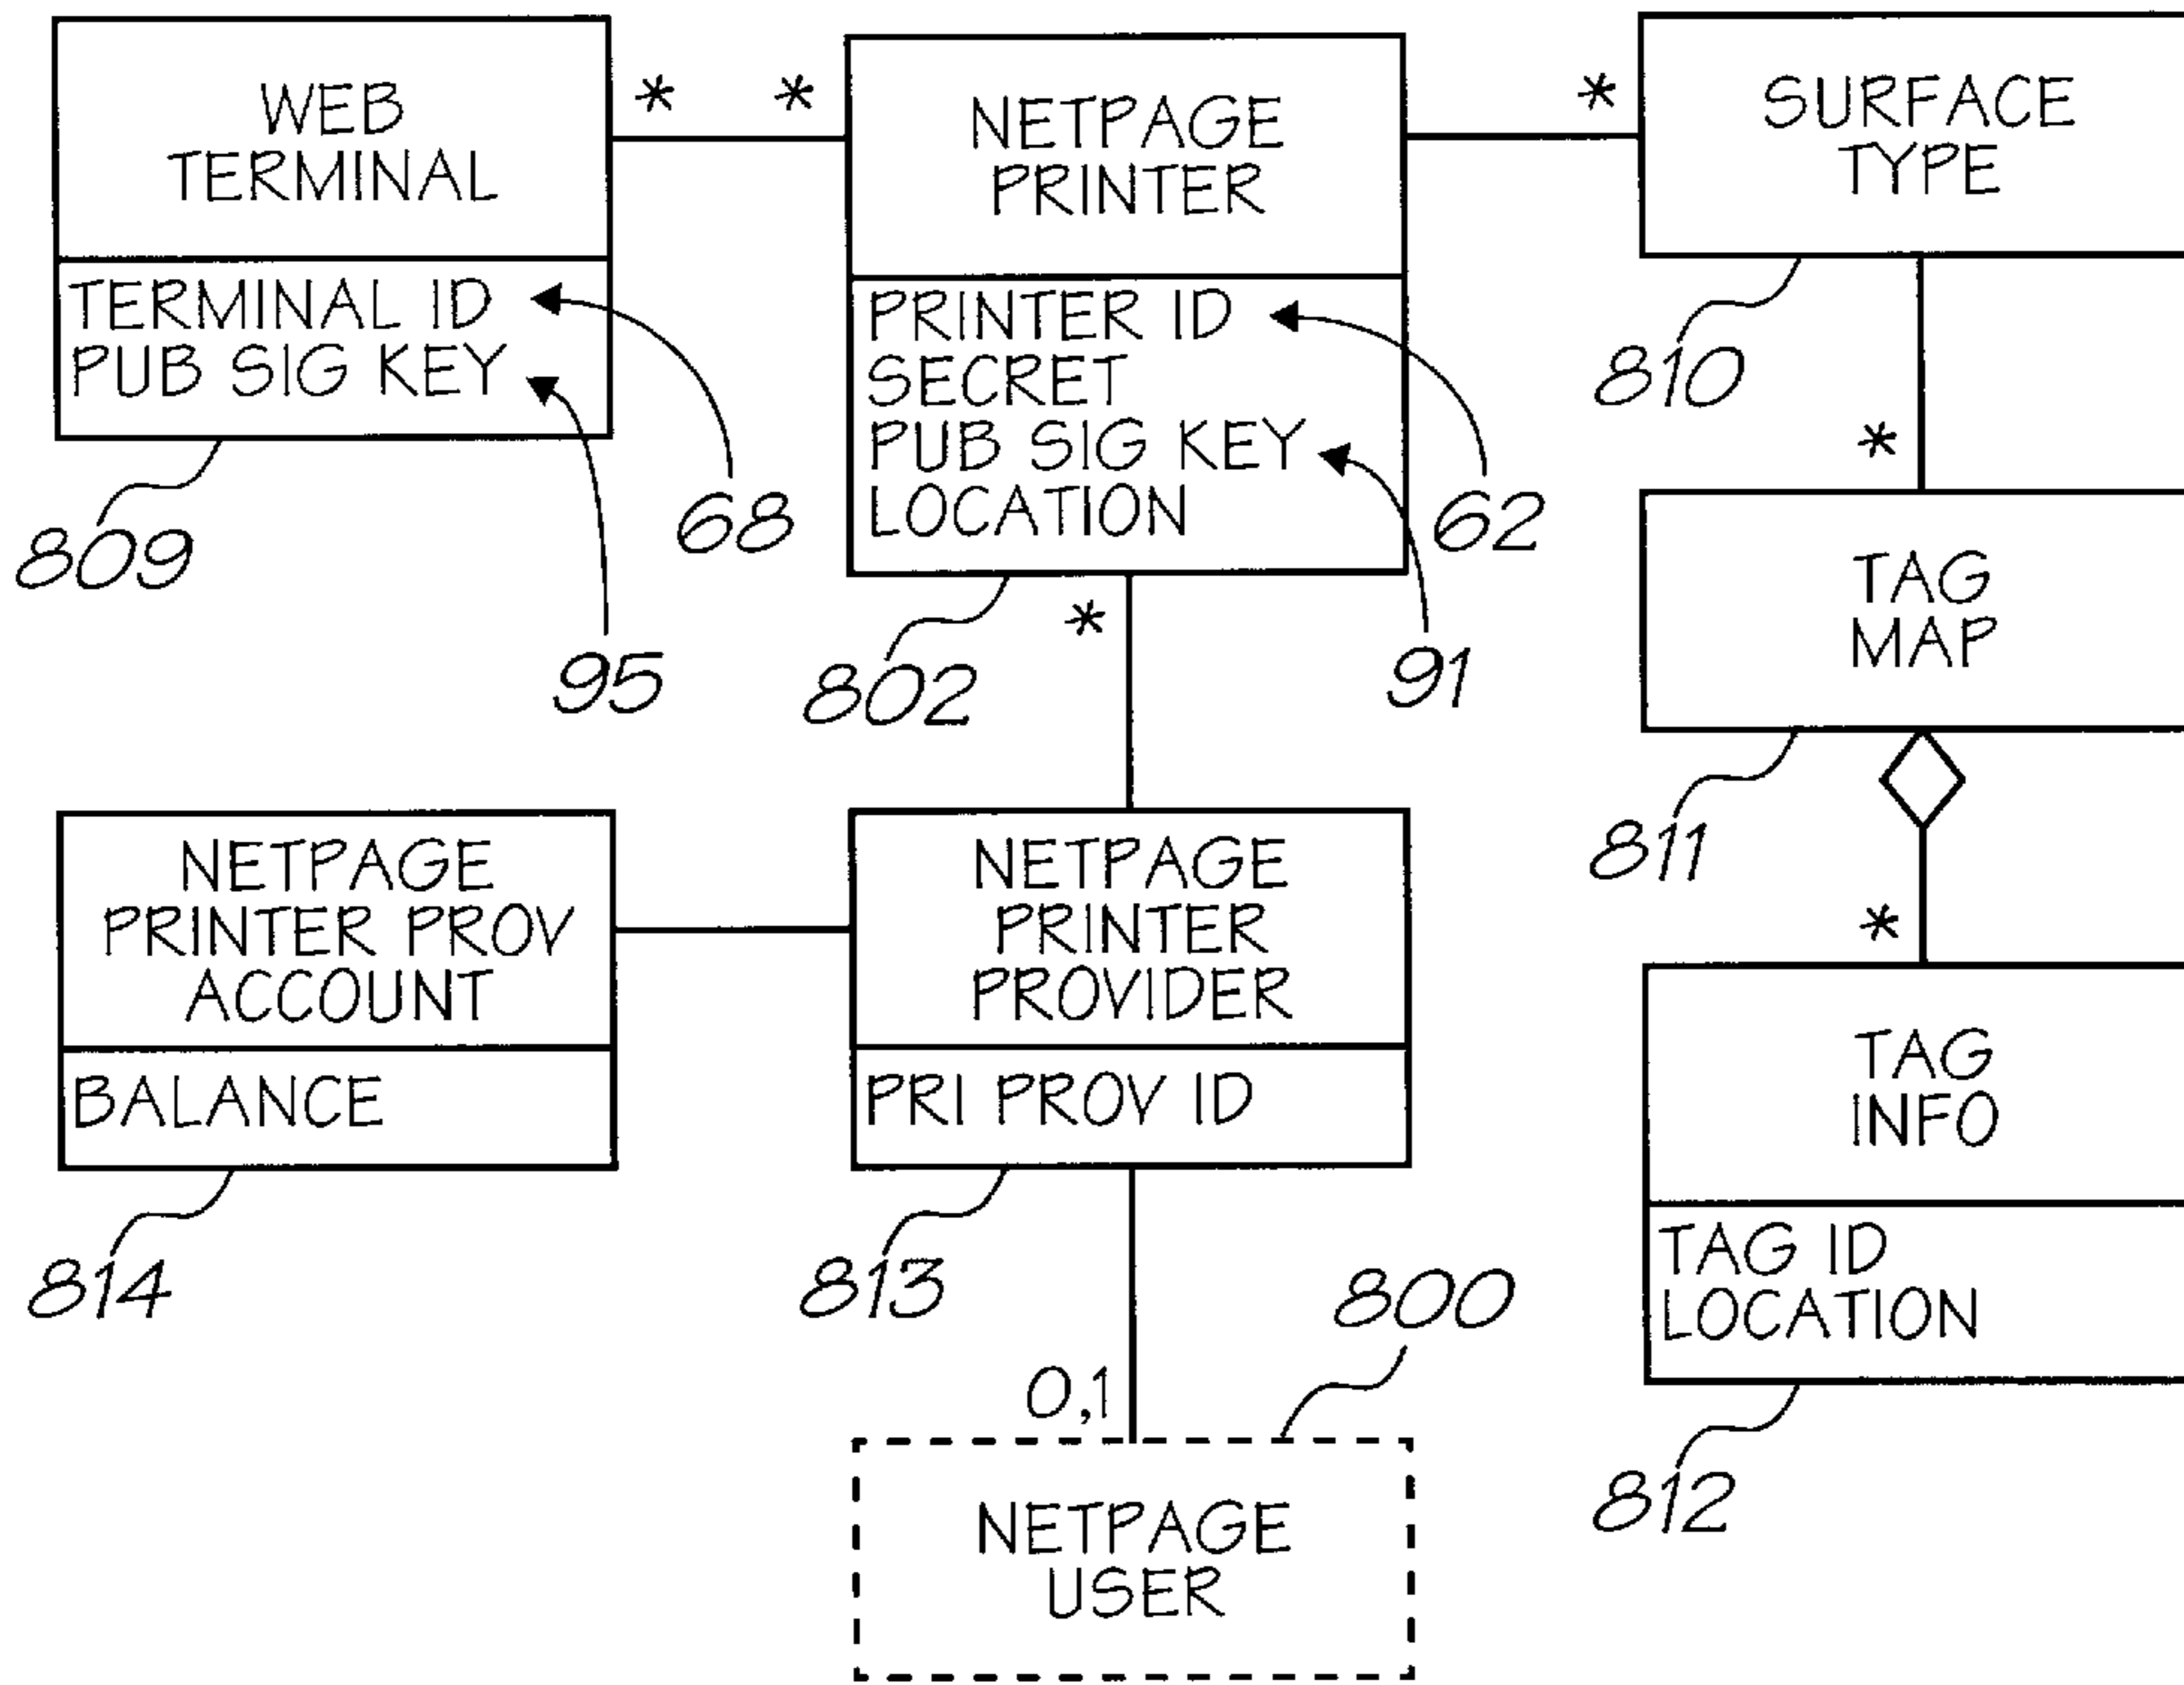 WEB
TERMINAL
TERMINAL ID
PUB SIG KEY
809
68
95
* *
NETPAGE
PRINTER
PRINTER ID
SECRET
PUB SIG KEY
LOCATION
802
62
91
*
*
SURFACE
TYPE
810
*
TAG
MAP
811
*
TAG
INFO
TAG ID
LOCATION
812
NETPAGE
PRINTER PROV
ACCOUNT
BALANCE
814
NETPAGE
PRINTER
PROVIDER
PRI PROV ID
813
800
0,1
NETPAGE
USER